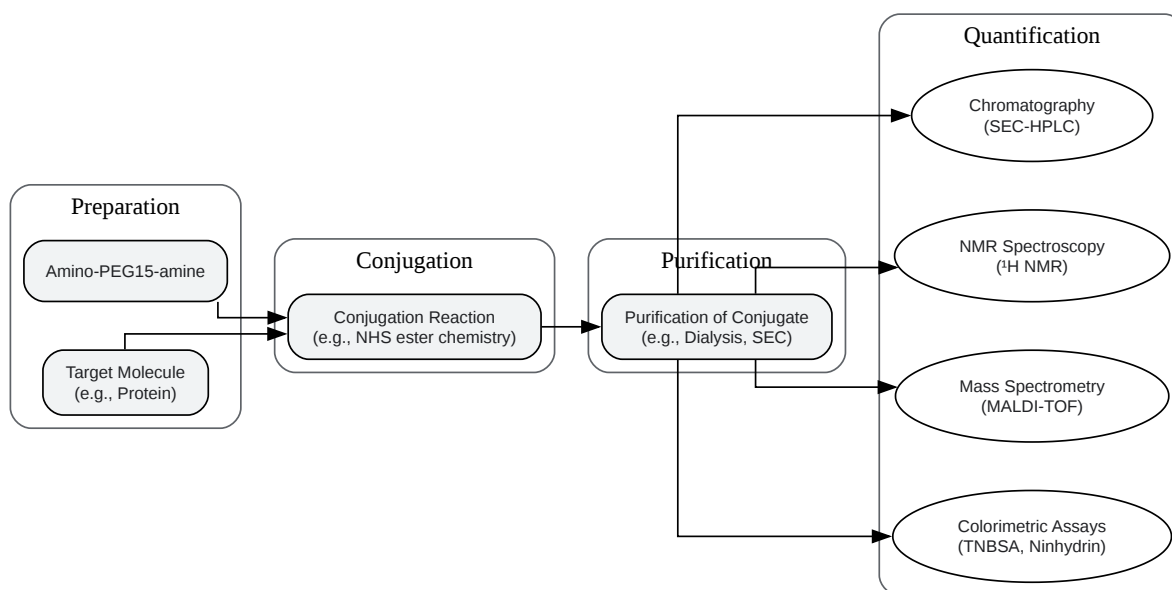 Preparation
Amino-PEG15-amine
Target Molecule
(e.g., Protein)
Conjugation
Conjugation Reaction
(e.g., NHS ester chemistry)
Purification
Purification of Conjugate
(e.g., Dialysis, SEC)
Quantification
Chromatography
(SEC-HPLC)
NMR Spectroscopy
(¹H NMR)
Mass Spectrometry
(MALDI-TOF)
Colorimetric Assays
(TNBSA, Ninhydrin)